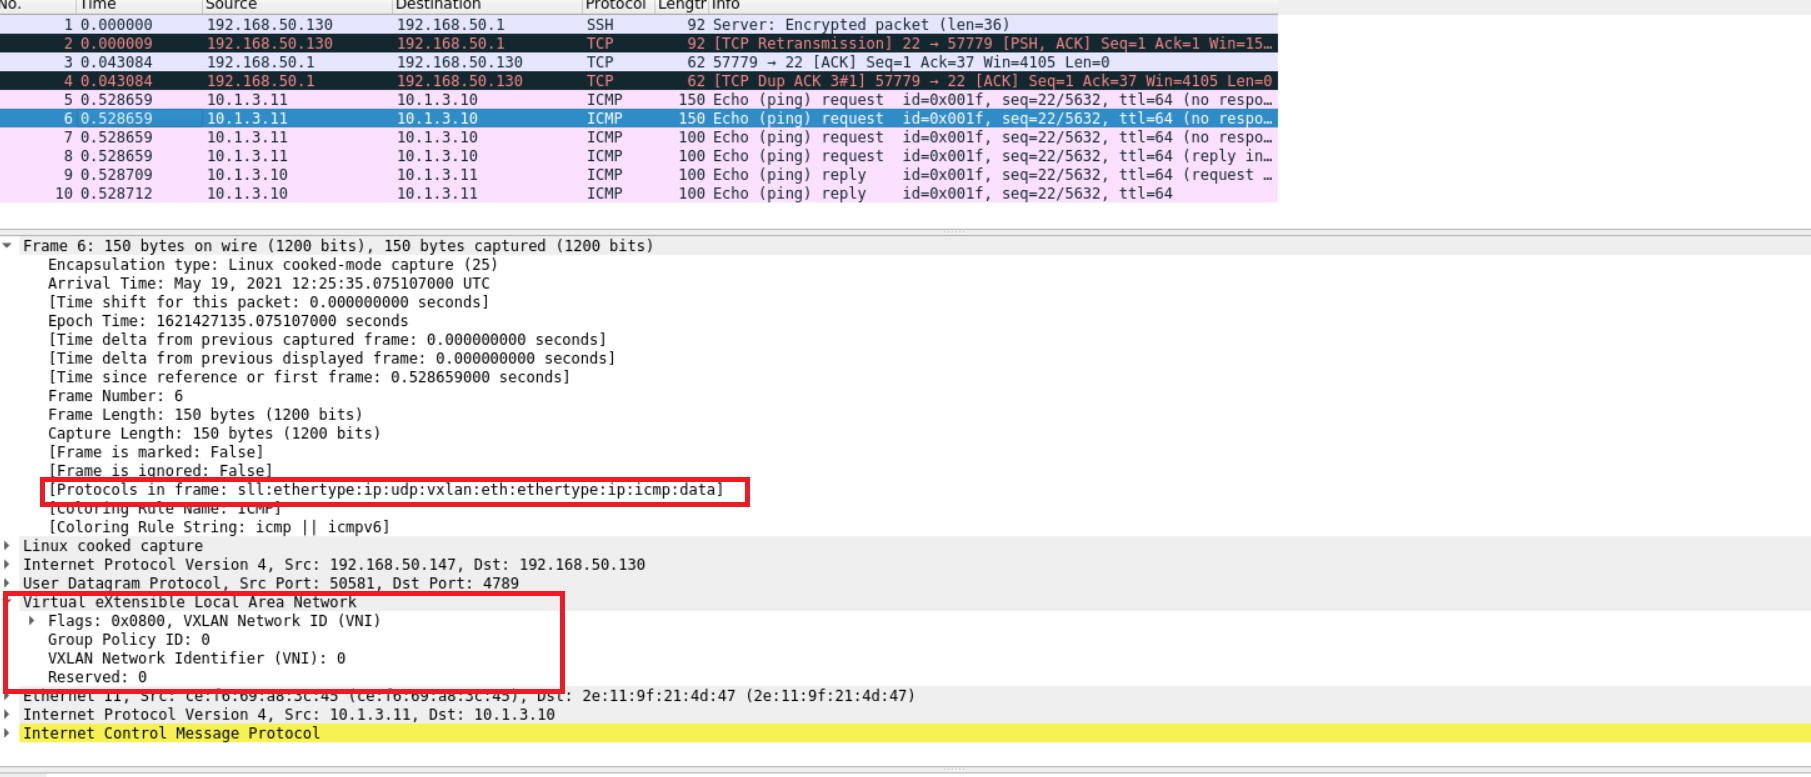 No. Time Source Destination Protocol Length Info
1 0.000000 192.168.50.130 192.168.50.1 SSH 92 Server: Encrypted packet (len=36)
2 0.000009 192.168.50.130 192.168.50.1 TCP 92 [TCP Retransmission] 22 → 57779 [PSH, ACK] Seq=1 Ack=1 Win=15…
3 0.043084 192.168.50.1 192.168.50.130 TCP 62 57779 → 22 [ACK] Seq=1 Ack=37 Win=4105 Len=0
4 0.043084 192.168.50.1 192.168.50.130 TCP 62 [TCP Dup ACK 3#1] 57779 → 22 [ACK] Seq=1 Ack=37 Win=4105 Len=0
5 0.528659 10.1.3.11 10.1.3.10 ICMP 150 Echo (ping) request id=0x001f, seq=22/5632, ttl=64 (no respo…
6 0.528659 10.1.3.11 10.1.3.10 ICMP 150 Echo (ping) request id=0x001f, seq=22/5632, ttl=64 (no respo…
7 0.528659 10.1.3.11 10.1.3.10 ICMP 100 Echo (ping) request id=0x001f, seq=22/5632, ttl=64 (no respo…
8 0.528659 10.1.3.11 10.1.3.10 ICMP 100 Echo (ping) request id=0x001f, seq=22/5632, ttl=64 (reply in…
9 0.528709 10.1.3.10 10.1.3.11 ICMP 100 Echo (ping) reply id=0x001f, seq=22/5632, ttl=64 (request …
10 0.528712 10.1.3.10 10.1.3.11 ICMP 100 Echo (ping) reply id=0x001f, seq=22/5632, ttl=64
Frame 6: 150 bytes on wire (1200 bits), 150 bytes captured (1200 bits)
Encapsulation type: Linux cooked-mode capture (25)
Arrival Time: May 19, 2021 12:25:35.075107000 UTC
[Time shift for this packet: 0.000000000 seconds]
Epoch Time: 1621427135.075107000 seconds
[Time delta from previous captured frame: 0.000000000 seconds]
[Time delta from previous displayed frame: 0.000000000 seconds]
[Time since reference or first frame: 0.528659000 seconds]
Frame Number: 6
Frame Length: 150 bytes (1200 bits)
Capture Length: 150 bytes (1200 bits)
[Frame is marked: False]
[Frame is ignored: False]
[Protocols in frame: sll:ethertype:ip:udp:vxlan:eth:ethertype:ip:icmp:data]
[Coloring Rule Name: ICMP]
[Coloring Rule String: icmp || icmpv6]
Linux cooked capture
Internet Protocol Version 4, Src: 192.168.50.147, Dst: 192.168.50.130
User Datagram Protocol, Src Port: 50581, Dst Port: 4789
Virtual eXtensible Local Area Network
Flags: 0x0800, VXLAN Network ID (VNI)
Group Policy ID: 0
VXLAN Network Identifier (VNI): 0
Reserved: 0
Ethernet II, Src: ce:f6:69:a8:3c:45 (ce:f6:69:a8:3c:45), Dst: 2e:11:9f:21:4d:47 (2e:11:9f:21:4d:47)
Internet Protocol Version 4, Src: 10.1.3.11, Dst: 10.1.3.10
Internet Control Message Protocol